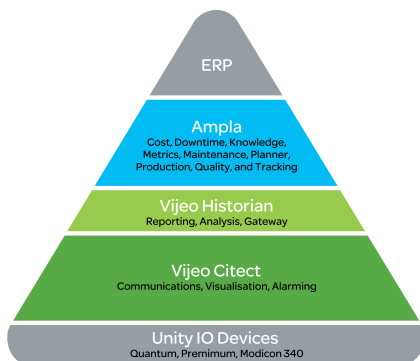 ERP
Ampla
Cost, Downtime, Knowledge,
Metrics, Maintenance, Planner,
Production, Quality, and Tracking
Vijeo Historian
Reporting, Analysis, Gateway
Vijeo Citect
Communications, Visualisation, Alarming
Unity IO Devices
Quantum, Premimum, Modicon 340